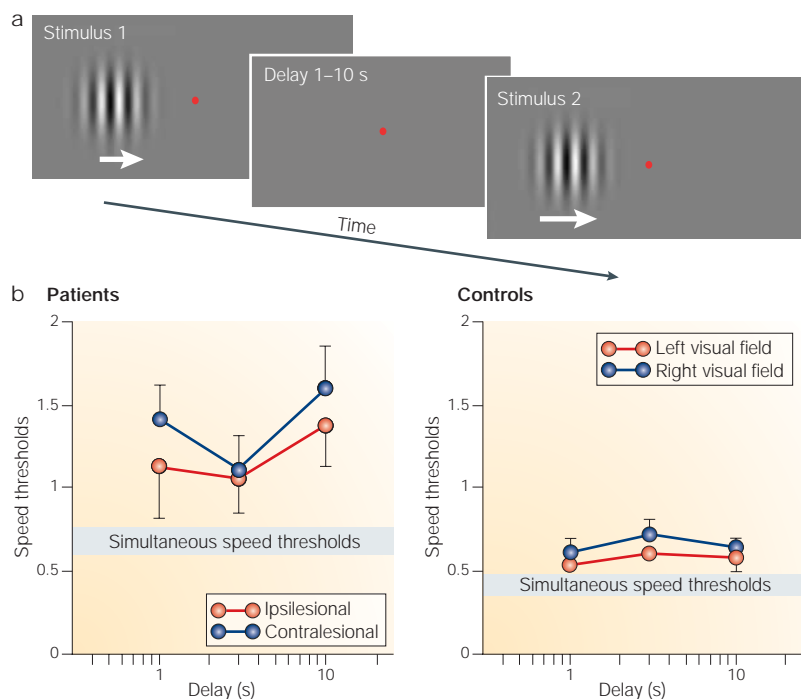 a
Stimulus 1
Delay 1–10 s
Stimulus 2
Time
b Patients
Controls
2
1.5
1
0.5
0
Speed thresholds
Simultaneous speed thresholds
Ipsilesional
Contralesional
1
10
Delay (s)
2
1.5
1
0.5
0
Speed thresholds
Left visual field
Right visual field
Simultaneous speed thresholds
1
10
Delay (s)